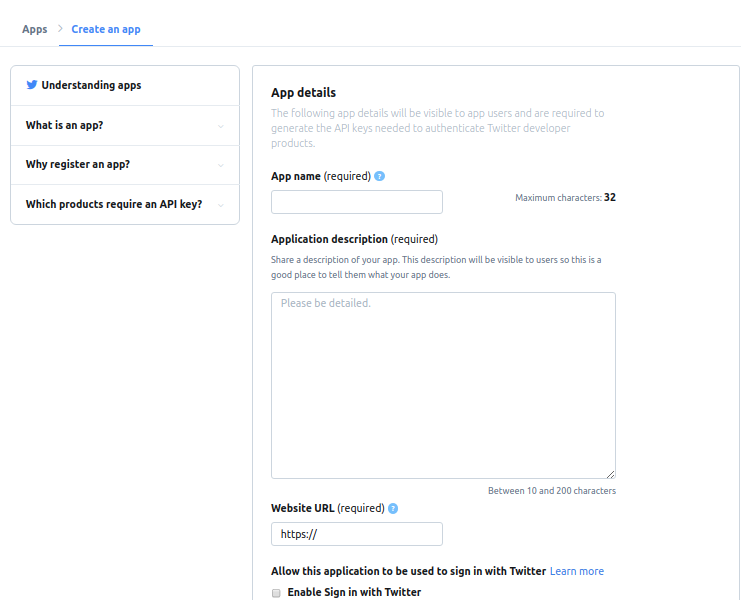 Apps
Create an app
Understanding apps
What is an app?
Why register an app?
Which products require an API key?
App details
The following app details will be visible to app users and are required to
generate the API keys needed to authenticate Twitter developer
products.
App name (required) ?
Maximum characters: 32
Application description (required)
Share a description of your app. This description will be visible to users so this is a
good place to tell them what your app does.
Please be detailed.
Between 10 and 200 characters
Website URL (required) ?
https://
Allow this application to be used to sign in with Twitter Learn more
Enable Sign in with Twitter